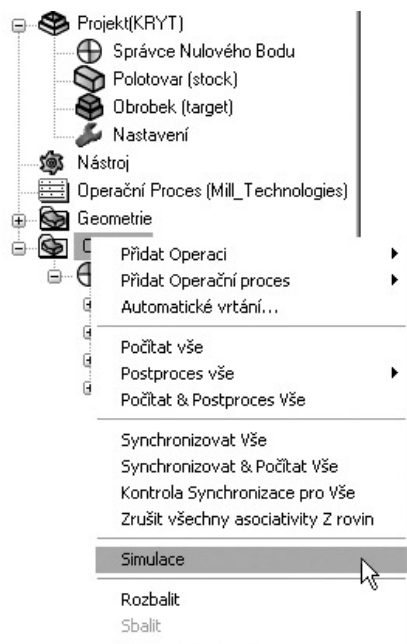 Projekt(KRYT)
Správce Nulového Bodu
Polotovar (stock)
Obrobek (target)
Nastavení
Nástroj
Operační Proces (Mill_Technologies)
Geometrie
Přidat Operaci
Přidat Operační proces
Automatické vrtání...
Počítat vše
Postproces vše
Počítat & Postproces Vše
Synchronizovat Vše
Synchronizovat & Počítat Vše
Kontrola Synchronizace pro Vše
Zrušit všechny asociativity Z rovin
Simulace
Rozbalit
Sbalit